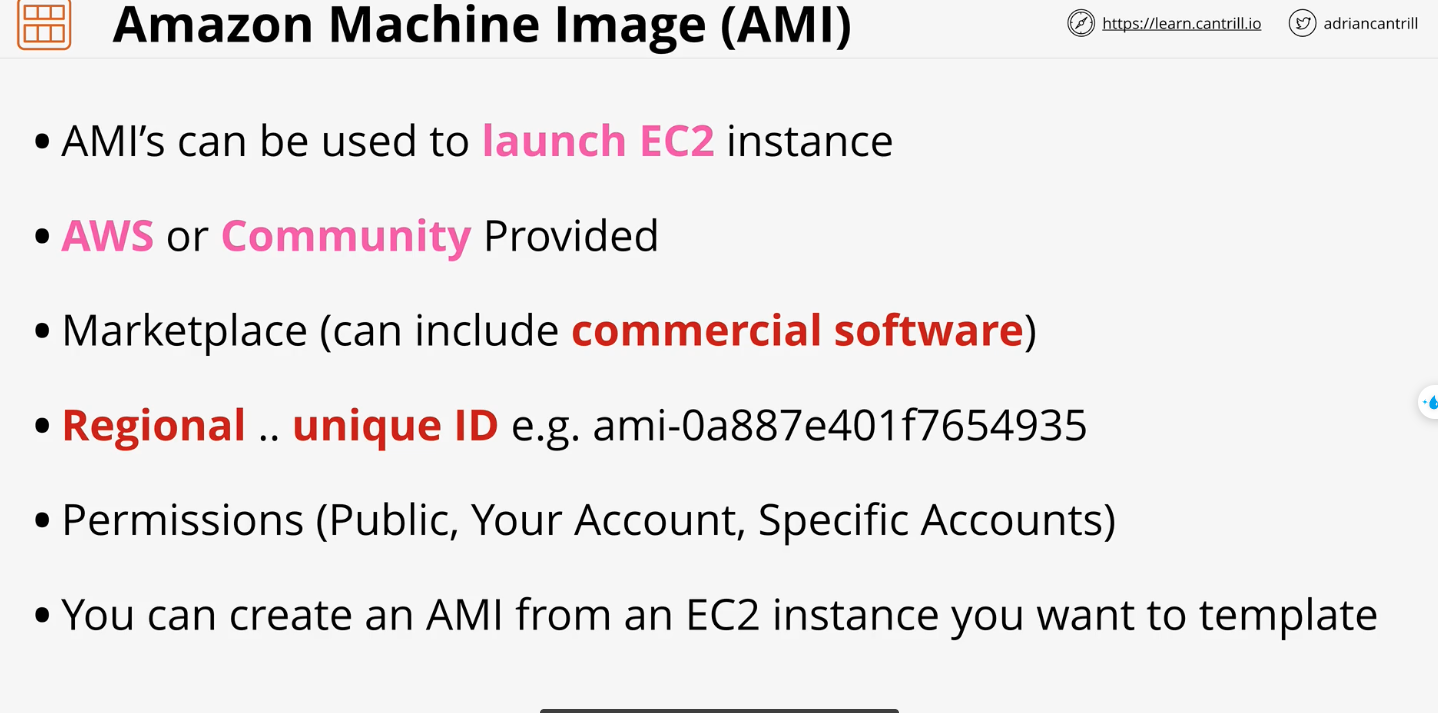 Amazon Machine Image (AMI)
https://learn.cantrill.io
adriancantrill
• AMI’s can be used to launch EC2 instance
• AWS or Community Provided
• Marketplace (can include commercial software)
• Regional .. unique ID e.g. ami-0a887e401f7654935
• Permissions (Public, Your Account, Specific Accounts)
• You can create an AMI from an EC2 instance you want to template